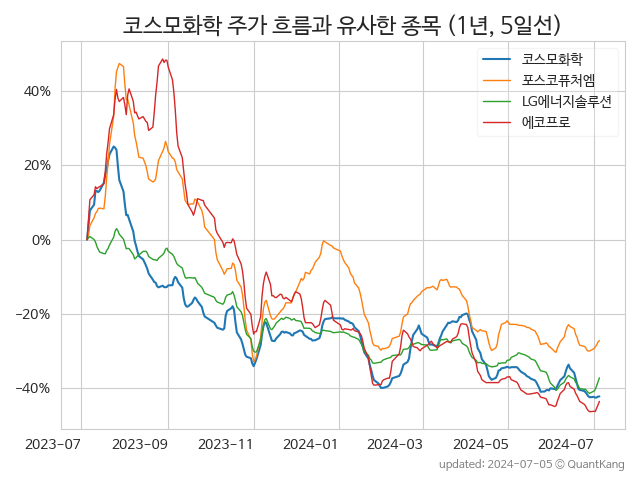 코스모화학 주가 흐름과 유사한 종목 (1년, 5일선)
코스모화학
포스코퓨처엠
LG에너지솔루션
에코프로
40%
20%
0%
−20%
−40%
2023-07 2023-09 2023-11 2024-01 2024-03 2024-05 2024-07
updated: 2024-07-05 © QuantKang